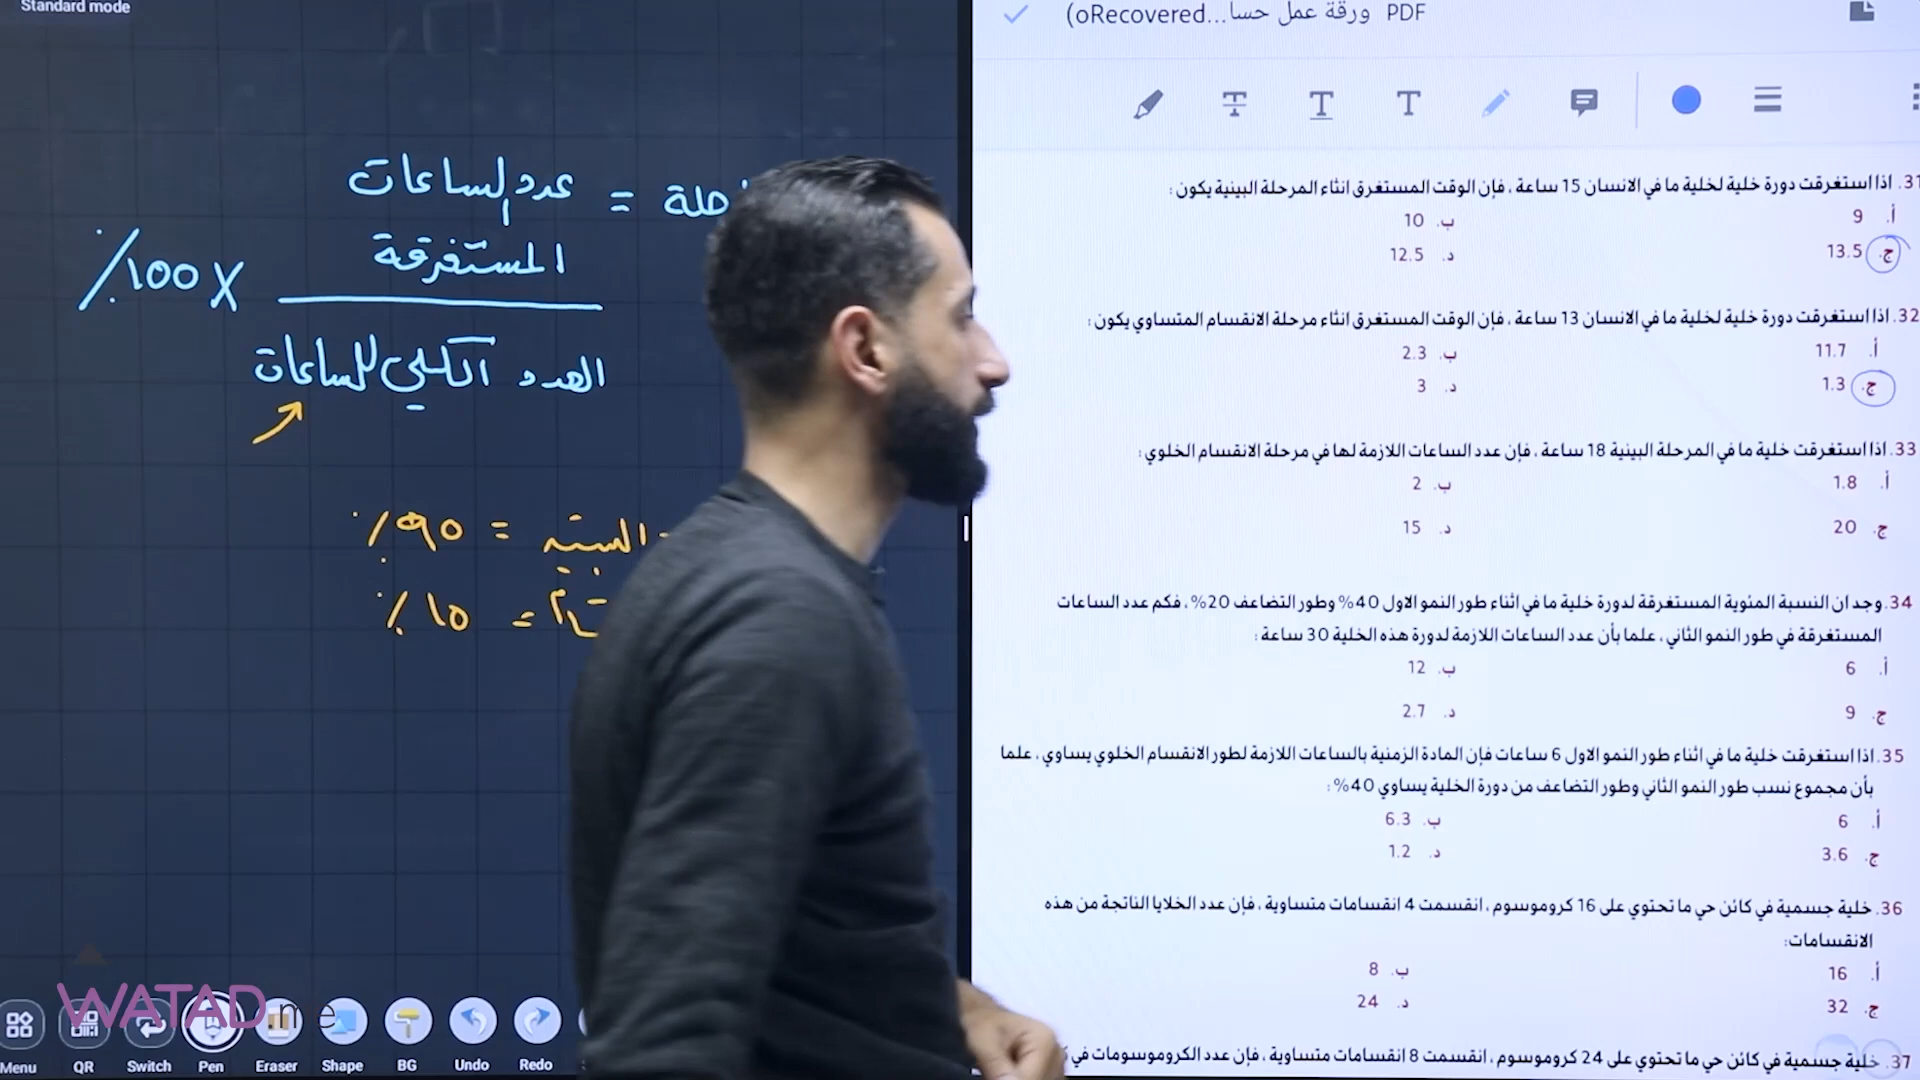 Standard mode
عدد الساعات
المستغرقة
=
٪100 X
العدد الكلي للساعات
= ٪90
= ٪10
WATAD.me
Menu QR Switch Pen Eraser Shape BG Undo Redo
(oRecovered...ورقة عمل حسا PDF
31. اذا استغرقت دورة خلية لخلية ما في الانسان 15 ساعة ، فإن الوقت المستغرق اثناء المرحلة البينية يكون :
أ. 9 ب. 10
ج. 13.5 د. 12.5
32. اذا استغرقت دورة خلية لخلية ما في الانسان 13 ساعة ، فإن الوقت المستغرق اثناء مرحلة الانقسام المتساوي يكون :
أ. 11.7 ب. 2.3
ج. 1.3 د. 3
33. اذا استغرقت خلية ما في المرحلة البينية 18 ساعة ، فإن عدد الساعات اللازمة لها في مرحلة الانقسام الخلوي :
أ. 1.8 ب. 2
ج. 20 د. 15
34. وجد ان النسبة المئوية المستغرقة لدورة خلية ما في اثناء طور النمو الاول 40% وطور التضاعف 20% ، فكم عدد الساعات
المستغرقة في طور النمو الثاني ، علما بأن عدد الساعات اللازمة لدورة هذه الخلية 30 ساعة :
أ. 6 ب. 12
ج. 9 د. 2.7
35. اذا استغرقت خلية ما في اثناء طور النمو الاول 6 ساعات فإن المادة الزمنية بالساعات اللازمة لطور الانقسام الخلوي يساوي ، علما
بأن مجموع نسب طور النمو الثاني وطور التضاعف من دورة الخلية يساوي 40% :
أ. 6 ب. 6.3
ج. 3.6 د. 1.2
36. خلية جسمية في كائن حي ما تحتوي على 16 كروموسوم ، انقسمت 4 انقسامات متساوية ، فإن عدد الخلايا الناتجة من هذه
الانقسامات:
أ. 16 ب. 8
ج. 32 د. 24
37. خلية جسمية في كائن حي ما تحتوي على 24 كروموسوم ، انقسمت 8 انقسامات متساوية ، فإن عدد الكروموسومات في